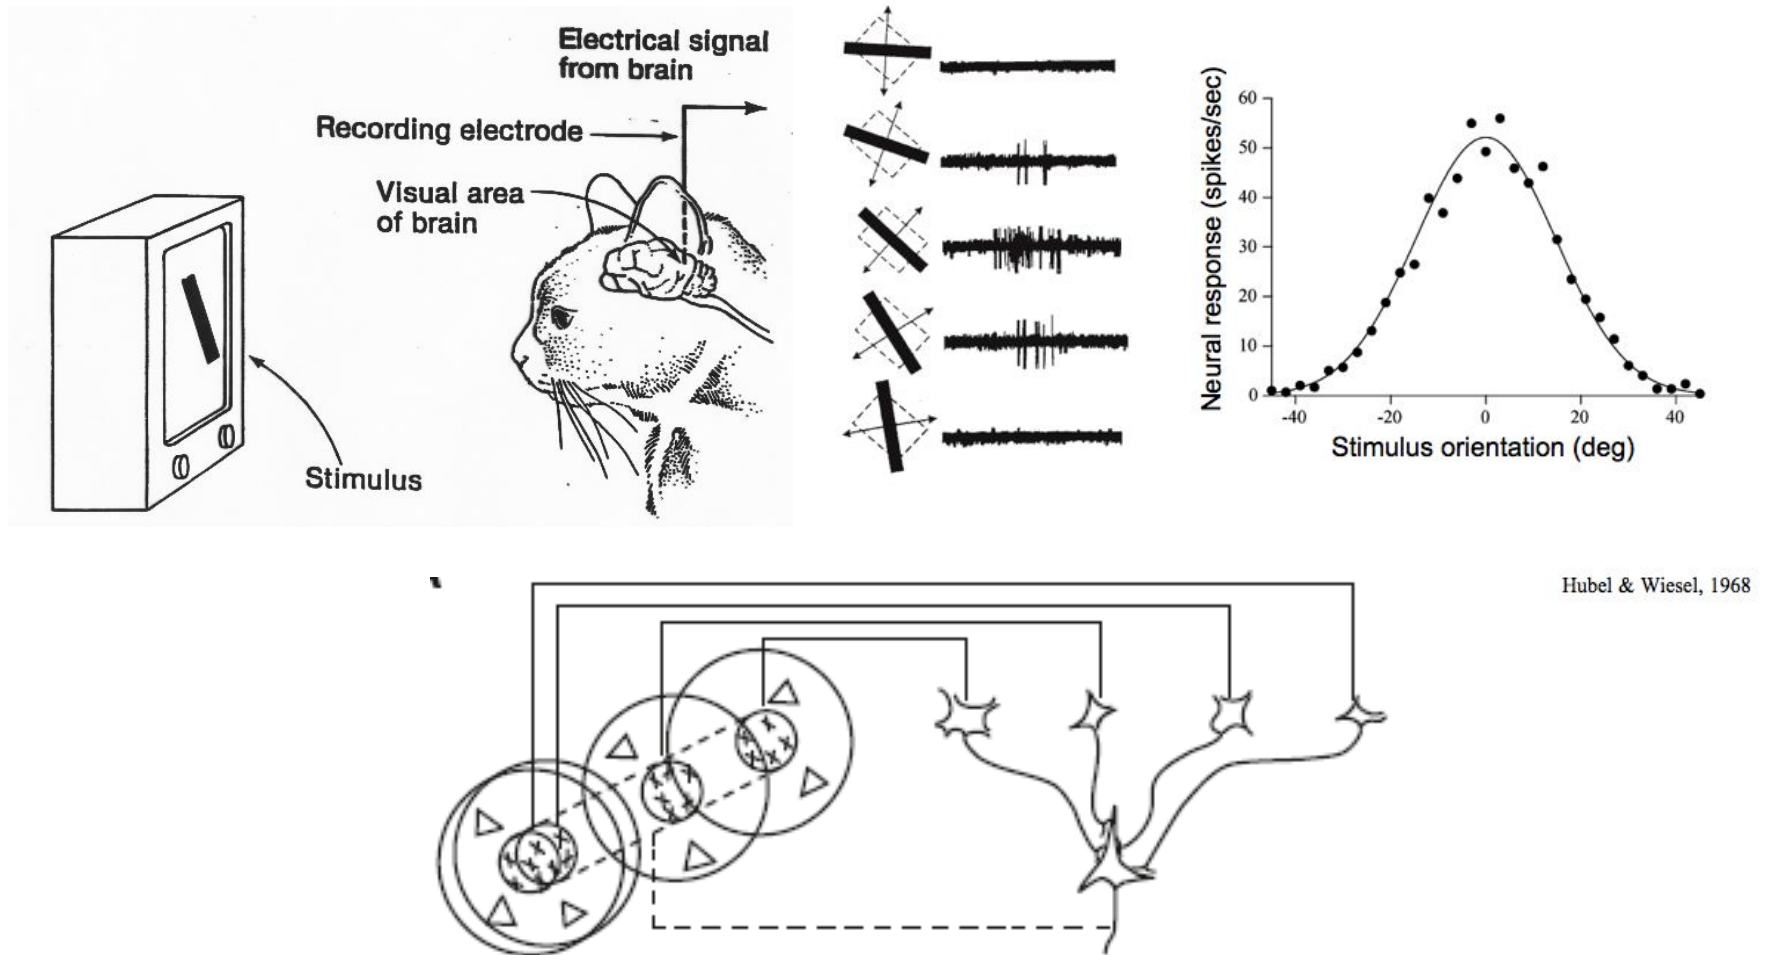 Electrical signal
from brain
Recording electrode
Visual area
of brain
Stimulus
Neural response (spikes/sec)
60
50
40
30
20
10
0
-40 -20 0 20 40
Stimulus orientation (deg)
Hubel & Wiesel, 1968